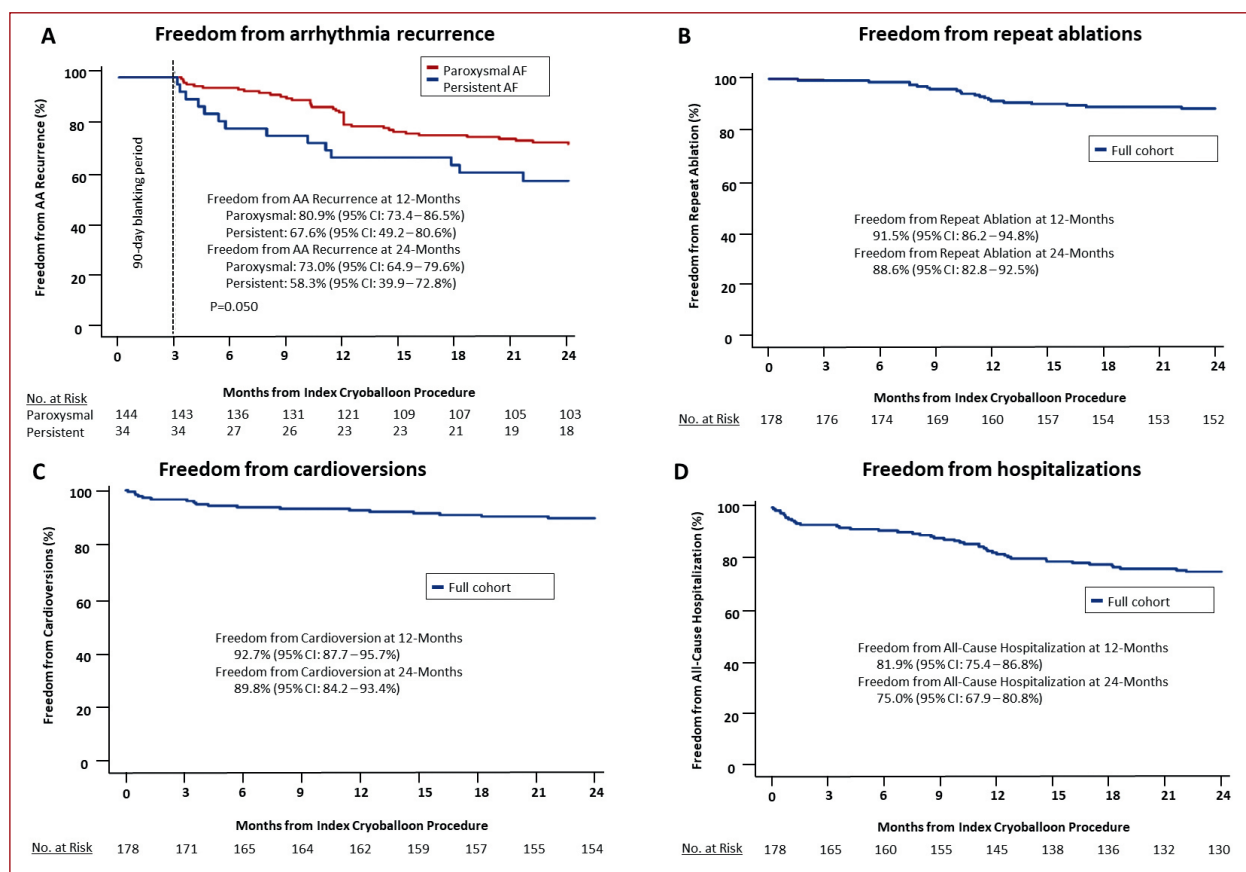 A
Freedom from arrhythmia recurrence
Freedom from AA Recurrence (%)
100
80
60
40
20
0
Paroxysmal AF
Persistent AF
90-day blanking period
Freedom from AA Recurrence at 12-Months
Paroxysmal: 80.9% (95% CI: 73.4–86.5%)
Persistent: 67.6% (95% CI: 49.2–80.6%)
Freedom from AA Recurrence at 24-Months
Paroxysmal: 73.0% (95% CI: 64.9–79.6%)
Persistent: 58.3% (95% CI: 39.9–72.8%)
P=0.050
0 3 6 9 12 15 18 21 24
Months from Index Cryoballoon Procedure
No. at Risk
Paroxysmal 144 143 136 131 121 109 107 105 103
Persistent 34 34 27 26 23 23 21 19 18
B
Freedom from repeat ablations
Freedom from Repeat Ablation (%)
100
80
60
40
20
0
Full cohort
Freedom from Repeat Ablation at 12-Months
91.5% (95% CI: 86.2–94.8%)
Freedom from Repeat Ablation at 24-Months
88.6% (95% CI: 82.8–92.5%)
0 3 6 9 12 15 18 21 24
Months from Index Cryoballoon Procedure
No. at Risk 178 176 174 169 160 157 154 153 152
C
Freedom from cardioversions
Freedom from Cardioversions (%)
100
80
60
40
20
0
Full cohort
Freedom from Cardioversion at 12-Months
92.7% (95% CI: 87.7–95.7%)
Freedom from Cardioversion at 24-Months
89.8% (95% CI: 84.2–93.4%)
0 3 6 9 12 15 18 21 24
Months from Index Cryoballoon Procedure
No. at Risk 178 171 165 164 162 159 157 155 154
D
Freedom from hospitalizations
Freedom from All-Cause Hospitalization (%)
100
80
60
40
20
0
Full cohort
Freedom from All-Cause Hospitalization at 12-Months
81.9% (95% CI: 75.4–86.8%)
Freedom from All-Cause Hospitalization at 24-Months
75.0% (95% CI: 67.9–80.8%)
0 3 6 9 12 15 18 21 24
Months from Index Cryoballoon Procedure
No. at Risk 178 165 160 155 145 138 136 132 130